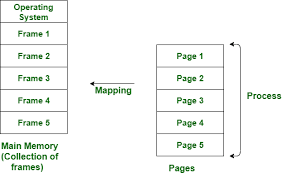 Operating
System
Frame 1
Frame 2
Frame 3
Frame 4
Frame 5
Main Memory
(Collection of
frames)
Mapping
Page 1
Page 2
Page 3
Page 4
Page 5
Pages
Process